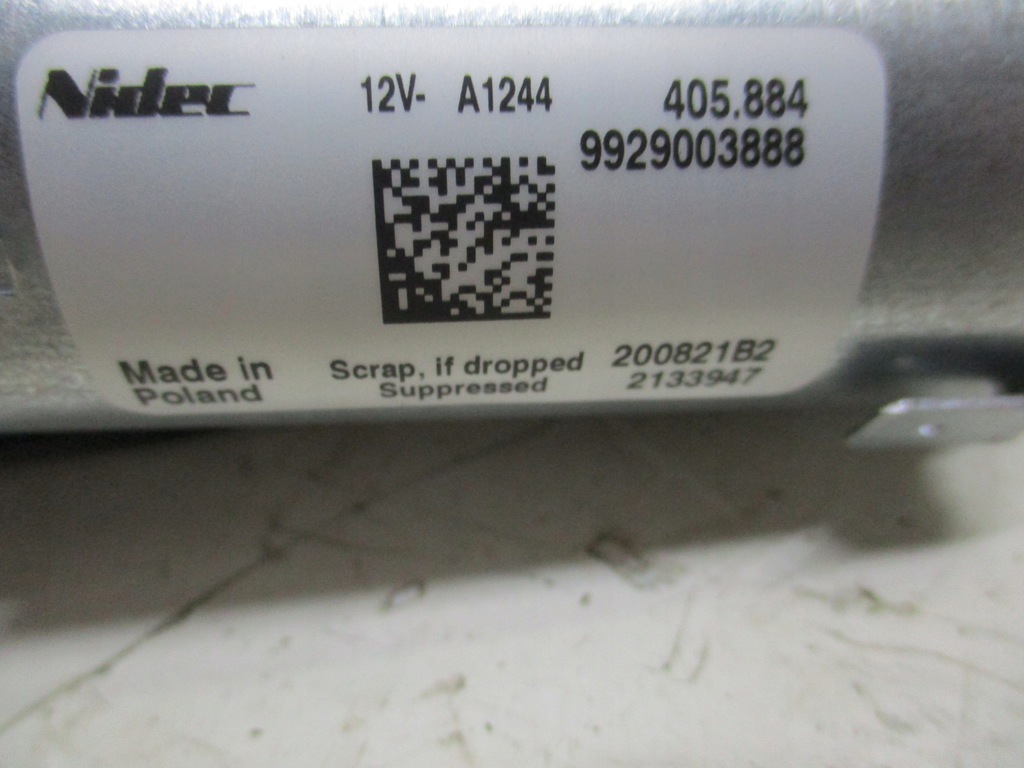 Nidec 12V- A1244 405.884
9929003888
Made in Poland
Scrap, if dropped
Suppressed
200821B2
2133947